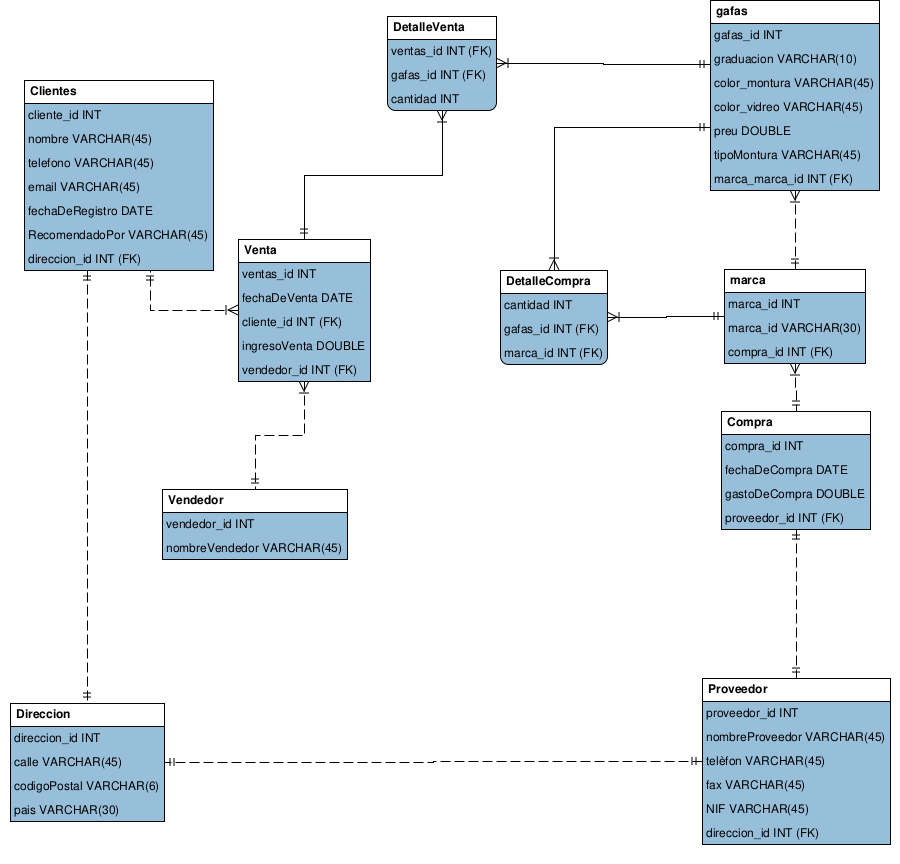 DetalleVenta
ventas_id INT (FK)
gafas_id INT (FK)
cantidad INT
gafas
gafas_id INT
graduacion VARCHAR(10)
color_montura VARCHAR(45)
color_vidreo VARCHAR(45)
preu DOUBLE
tipoMontura VARCHAR(45)
marca_marca_id INT (FK)
Clientes
cliente_id INT
nombre VARCHAR(45)
telefono VARCHAR(45)
email VARCHAR(45)
fechaDeRegistro DATE
RecomendadoPor VARCHAR(45)
direccion_id INT (FK)
Venta
ventas_id INT
fechaDeVenta DATE
cliente_id INT (FK)
ingresoVenta DOUBLE
vendedor_id INT (FK)
DetalleCompra
cantidad INT
gafas_id INT (FK)
marca_id INT (FK)
marca
marca_id INT
marca_id VARCHAR(30)
compra_id INT (FK)
Compra
compra_id INT
fechaDeCompra DATE
gastoDeCompra DOUBLE
proveedor_id INT (FK)
Vendedor
vendedor_id INT
nombreVendedor VARCHAR(45)
Direccion
direccion_id INT
calle VARCHAR(45)
codigoPostal VARCHAR(6)
pais VARCHAR(30)
Proveedor
proveedor_id INT
nombreProveedor VARCHAR(45)
telèfon VARCHAR(45)
fax VARCHAR(45)
NIF VARCHAR(45)
direccion_id INT (FK)